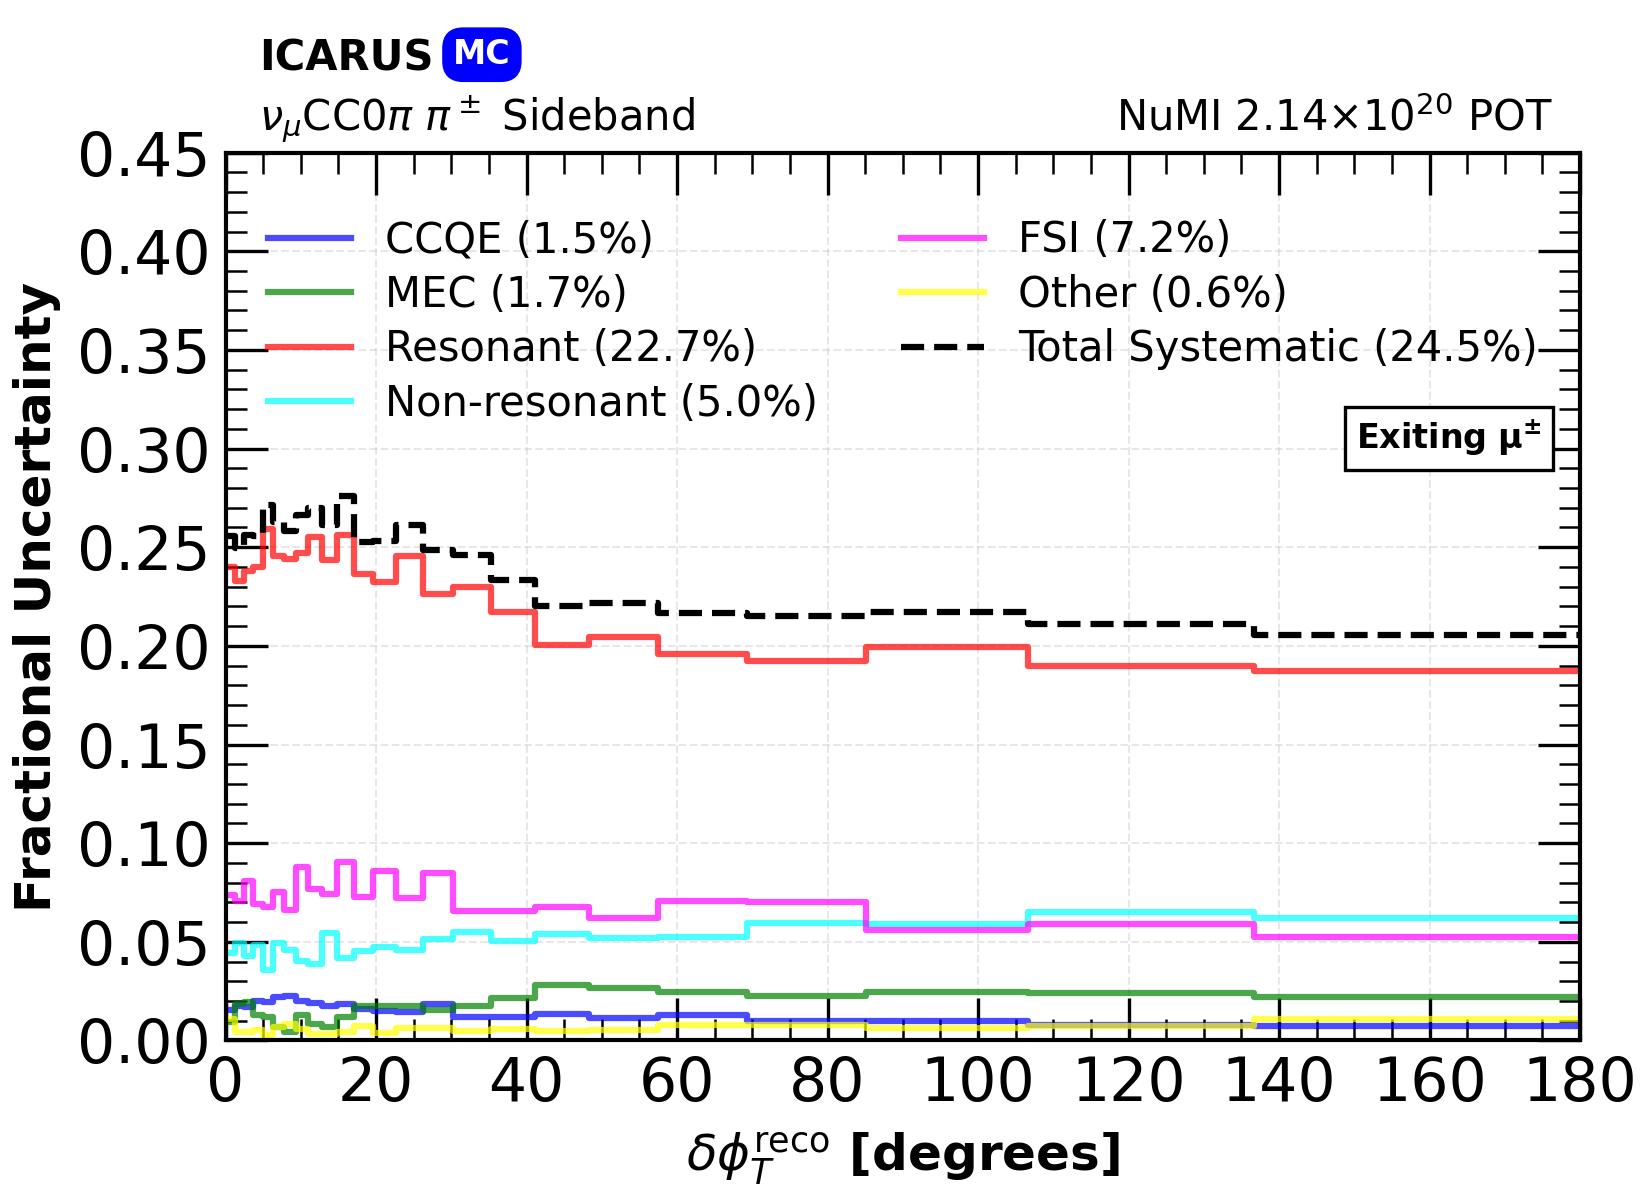 ICARUS MC
νμCC0π π± Sideband
NuMI 2.14×10²⁰ POT
Fractional Uncertainty
0.45
0.40
0.35
0.30
0.25
0.20
0.15
0.10
0.05
0.00
CCQE (1.5%)
MEC (1.7%)
Resonant (22.7%)
Non-resonant (5.0%)
FSI (7.2%)
Other (0.6%)
Total Systematic (24.5%)
Exiting μ±
0 20 40 60 80 100 120 140 160 180
δϕ_T^reco [degrees]